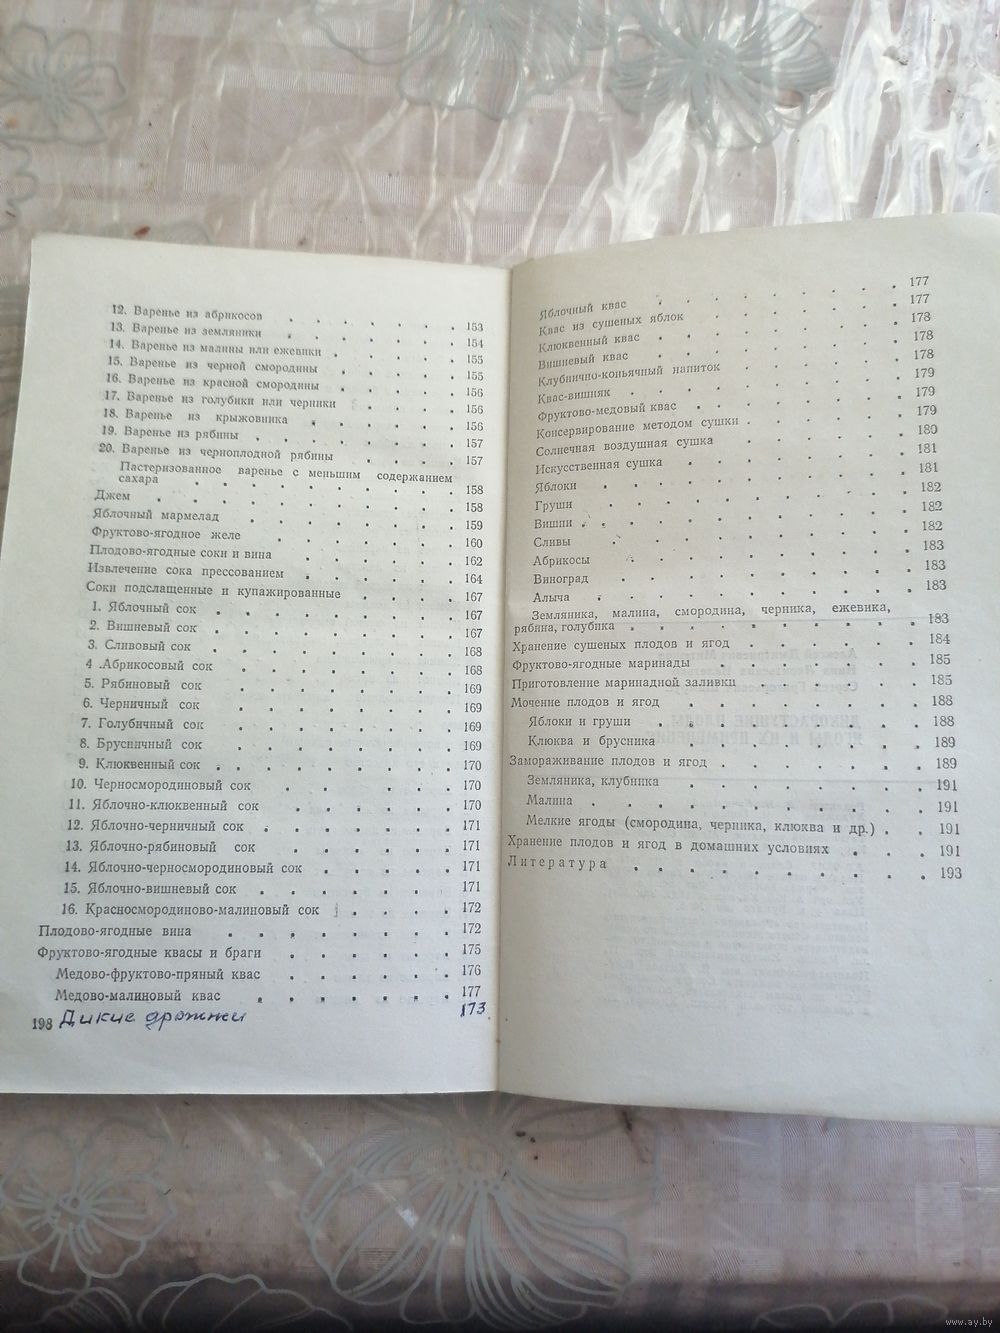 12. Варенье из абрикосов . . . . . . . 153
13. Варенье из земляники . . . . . . . 154
14. Варенье из малины или ежевики . . . . . 155
15. Варенье из черной смородины . . . . . 155
16. Варенье из красной смородины . . . . . 156
17. Варенье из голубики или черники . . . . . 156
18. Варенье из крыжовника . . . . . . 156
19. Варенье из рябины . . . . . . . 157
20. Варенье из черноплодной рябины . . . . . 157
Пастеризованное варенье с меньшим содержанием
сахара . . . . . . . . . . 158
Джем . . . . . . . . . . . 158
Яблочный мармелад . . . . . . . . 159
Фруктово-ягодное желе . . . . . . . 160
Плодово-ягодные соки и вина . . . . . . 162
Извлечение сока прессованием . . . . . . 164
Соки подслащенные и купажированные . . . . 167
1. Яблочный сок . . . . . . . . . 167
2. Вишневый сок . . . . . . . . . 167
3. Сливовый сок . . . . . . . . . 168
4 .Абрикосовый сок . . . . . . . . 168
5. Рябиновый сок . . . . . . . . 169
6. Черничный сок . . . . . . . . 169
7. Голубичный сок . . . . . . . . 169
8. Брусничный сок . . . . . . . . 169
9. Клюквенный сок . . . . . . . . . 170
10. Черносмородиновый сок . . . . . . 170
11. Яблочно-клюквенный сок . . . . . . 170
12. Яблочно-черничный сок . . . . . . . 171
13. Яблочно-рябиновый сок . . . . . . . 171
14. Яблочно-черносмородиновый сок . . . . . 171
15. Яблочно-вишневый сок . . . . . . . 171
16. Красносмородиново-малиновый сок . . . . 172
Плодово-ягодные вина . . . . . . . . 172
Фруктово-ягодные квасы и браги . . . . . . 175
Медово-фруктово-пряный квас . . . . . . 176
Медово-малиновый квас . . . . . . . 177
Дикие дрожжи 173
198
Яблочный квас . . . . . . . . . 177
Квас из сушеных яблок . . . . . . . 177
Клюквенный квас . . . . . . . . . 178
Вишневый квас . . . . . . . . . 178
Клубнично-коньячный напиток . . . . . . 178
Квас-вишняк . . . . . . . . . . 179
Фруктово-медовый квас . . . . . . . 179
Консервирование методом сушки . . . . . . 179
Солнечная воздушная сушка . . . . . . . 180
Искусственная сушка . . . . . . . . 181
Яблоки . . . . . . . . . . . 181
Груши . . . . . . . . . . . 182
Вишни . . . . . . . . . . . 182
Сливы . . . . . . . . . . . 182
Абрикосы . . . . . . . . . . 183
Виноград . . . . . . . . . . 183
Алыча . . . . . . . . . . . 183
Земляника, малина, смородина, черника, ежевика,
рябина, голубика . . . . . . . . . . 183
Хранение сушеных плодов и ягод . . . . . . 184
Фруктово-ягодные маринады . . . . . . . 185
Приготовление маринадной заливки . . . . . 185
Мочение плодов и ягод . . . . . . . . 188
Яблоки и груши . . . . . . . . . 188
Клюква и брусника . . . . . . . . 189
Замораживание плодов и ягод . . . . . . . 189
Земляника, клубника . . . . . . . . 191
Малина . . . . . . . . . . . 191
Мелкие ягоды (смородина, черника, клюква и др.) . . 191
Хранение плодов и ягод в домашних условиях . . . 191
Литература . . . . . . . . . . 193
www.ay.by